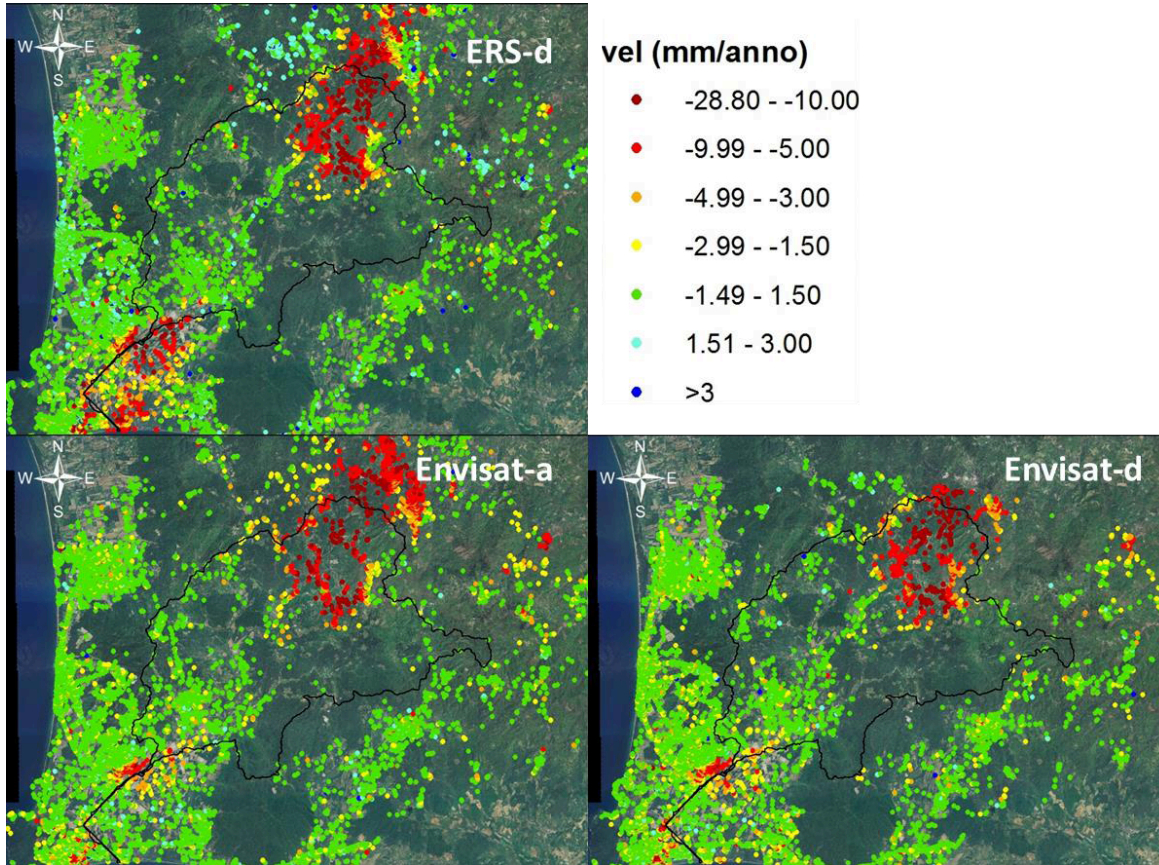 N
W E
S
ERS-d
vel (mm/anno)
-28.80 - -10.00
-9.99 - -5.00
-4.99 - -3.00
-2.99 - -1.50
-1.49 - 1.50
1.51 - 3.00
>3
N
W E
S
Envisat-a
N
W E
S
Envisat-d